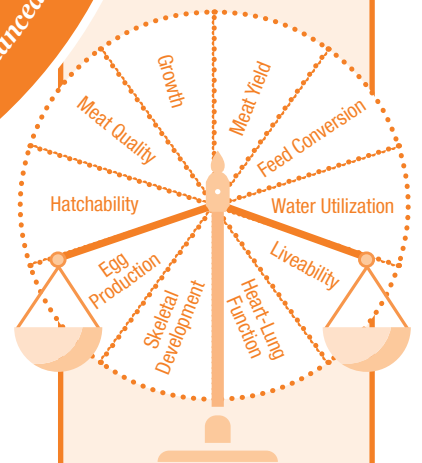 Growth
Meat Yield
Meat Quality
Feed Conversion
Hatchability
Water Utilization
Egg
Production
Liveability
Skeletal
Development
Heart-Lung
Function